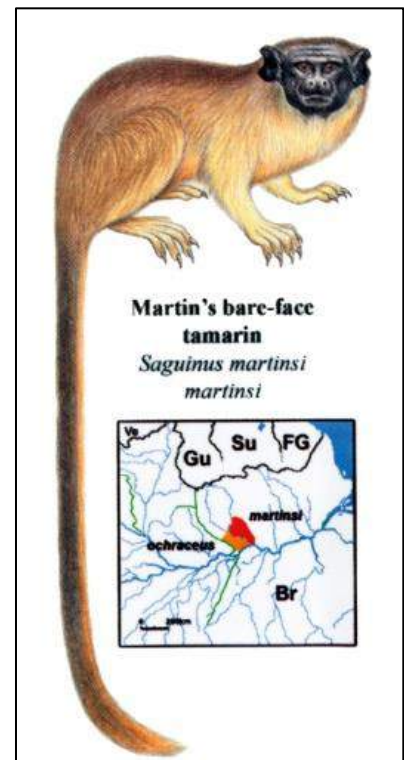 Martin's bare-face
tamarin
Saguinus martinsi
martinsi
Ve
Gu
Su
FG
martinsi
ochraceus
Br